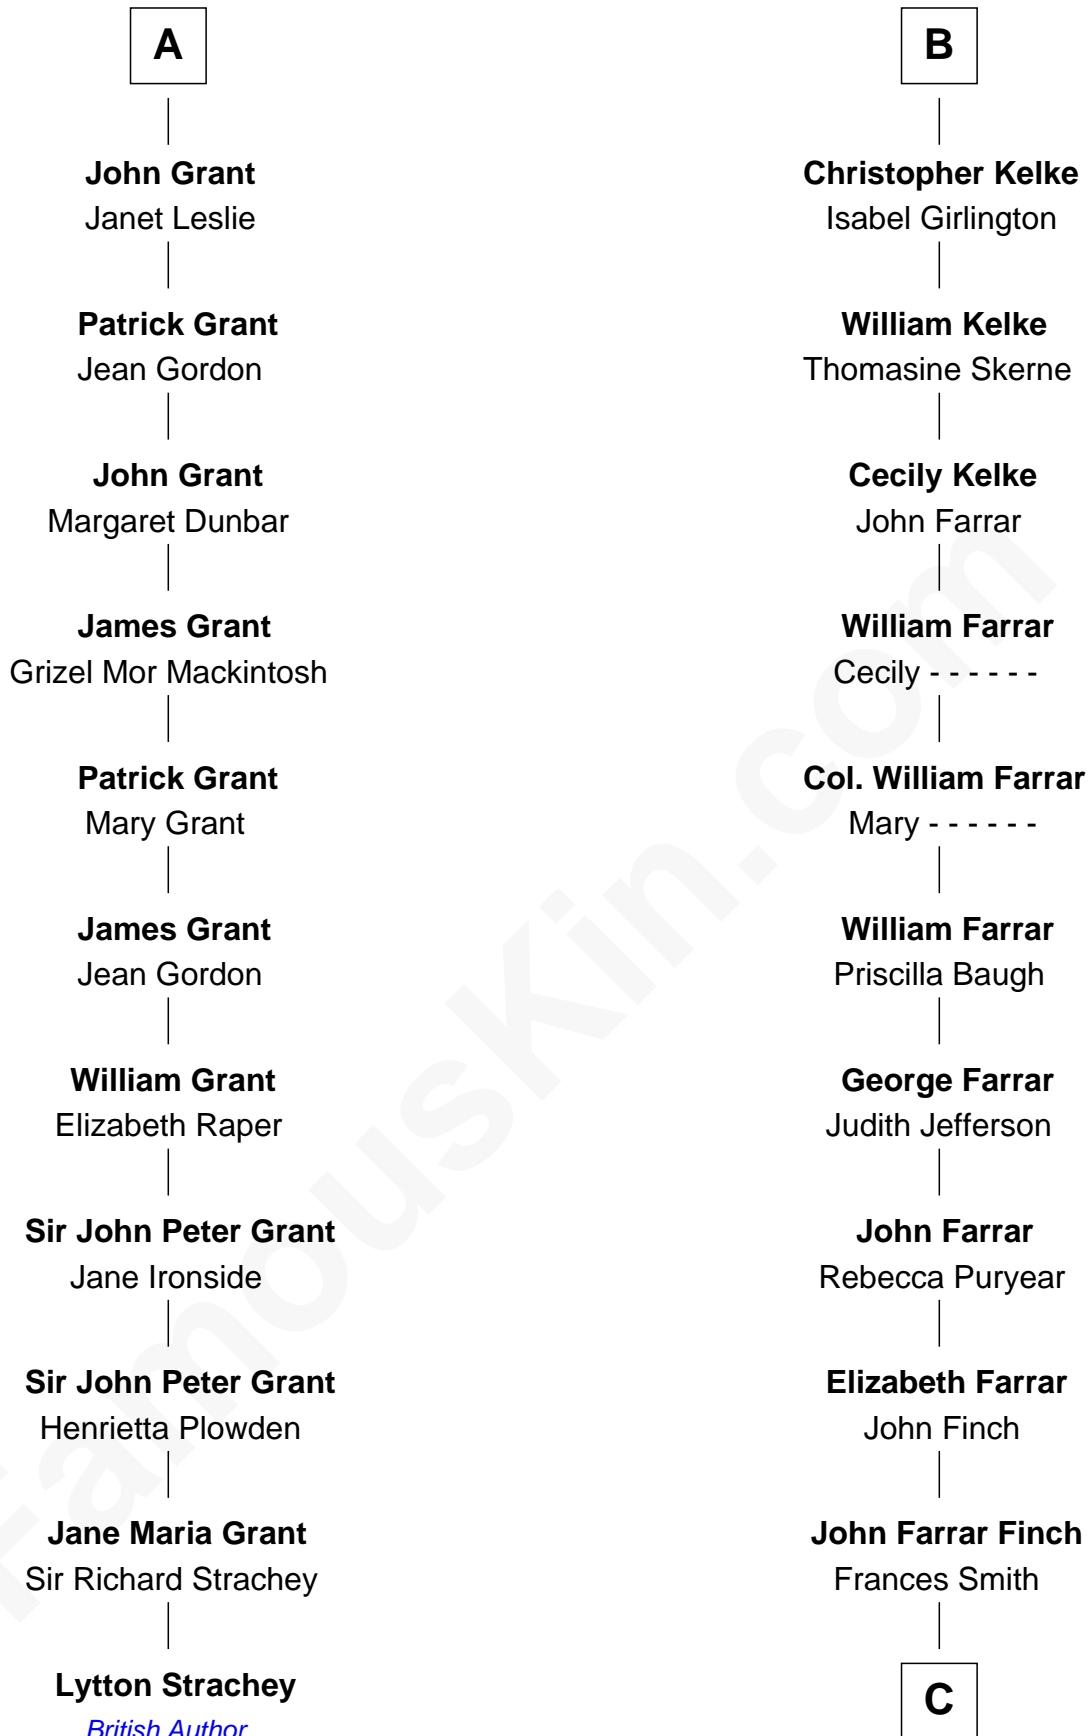 A
John Grant
Janet Leslie
Patrick Grant
Jean Gordon
John Grant
Margaret Dunbar
James Grant
Grizel Mor Mackintosh
Patrick Grant
Mary Grant
James Grant
Jean Gordon
William Grant
Elizabeth Raper
Sir John Peter Grant
Jane Ironside
Sir John Peter Grant
Henrietta Plowden
Jane Maria Grant
Sir Richard Strachey
Lytton Strachey
British Author
B
Christopher Kelke
Isabel Girlington
William Kelke
Thomasine Skerne
Cecily Kelke
John Farrar
William Farrar
Cecily - - - - - -
Col. William Farrar
Mary - - - - - -
William Farrar
Priscilla Baugh
George Farrar
Judith Jefferson
John Farrar
Rebecca Puryear
Elizabeth Farrar
John Finch
John Farrar Finch
Frances Smith
C
FamousKin.com